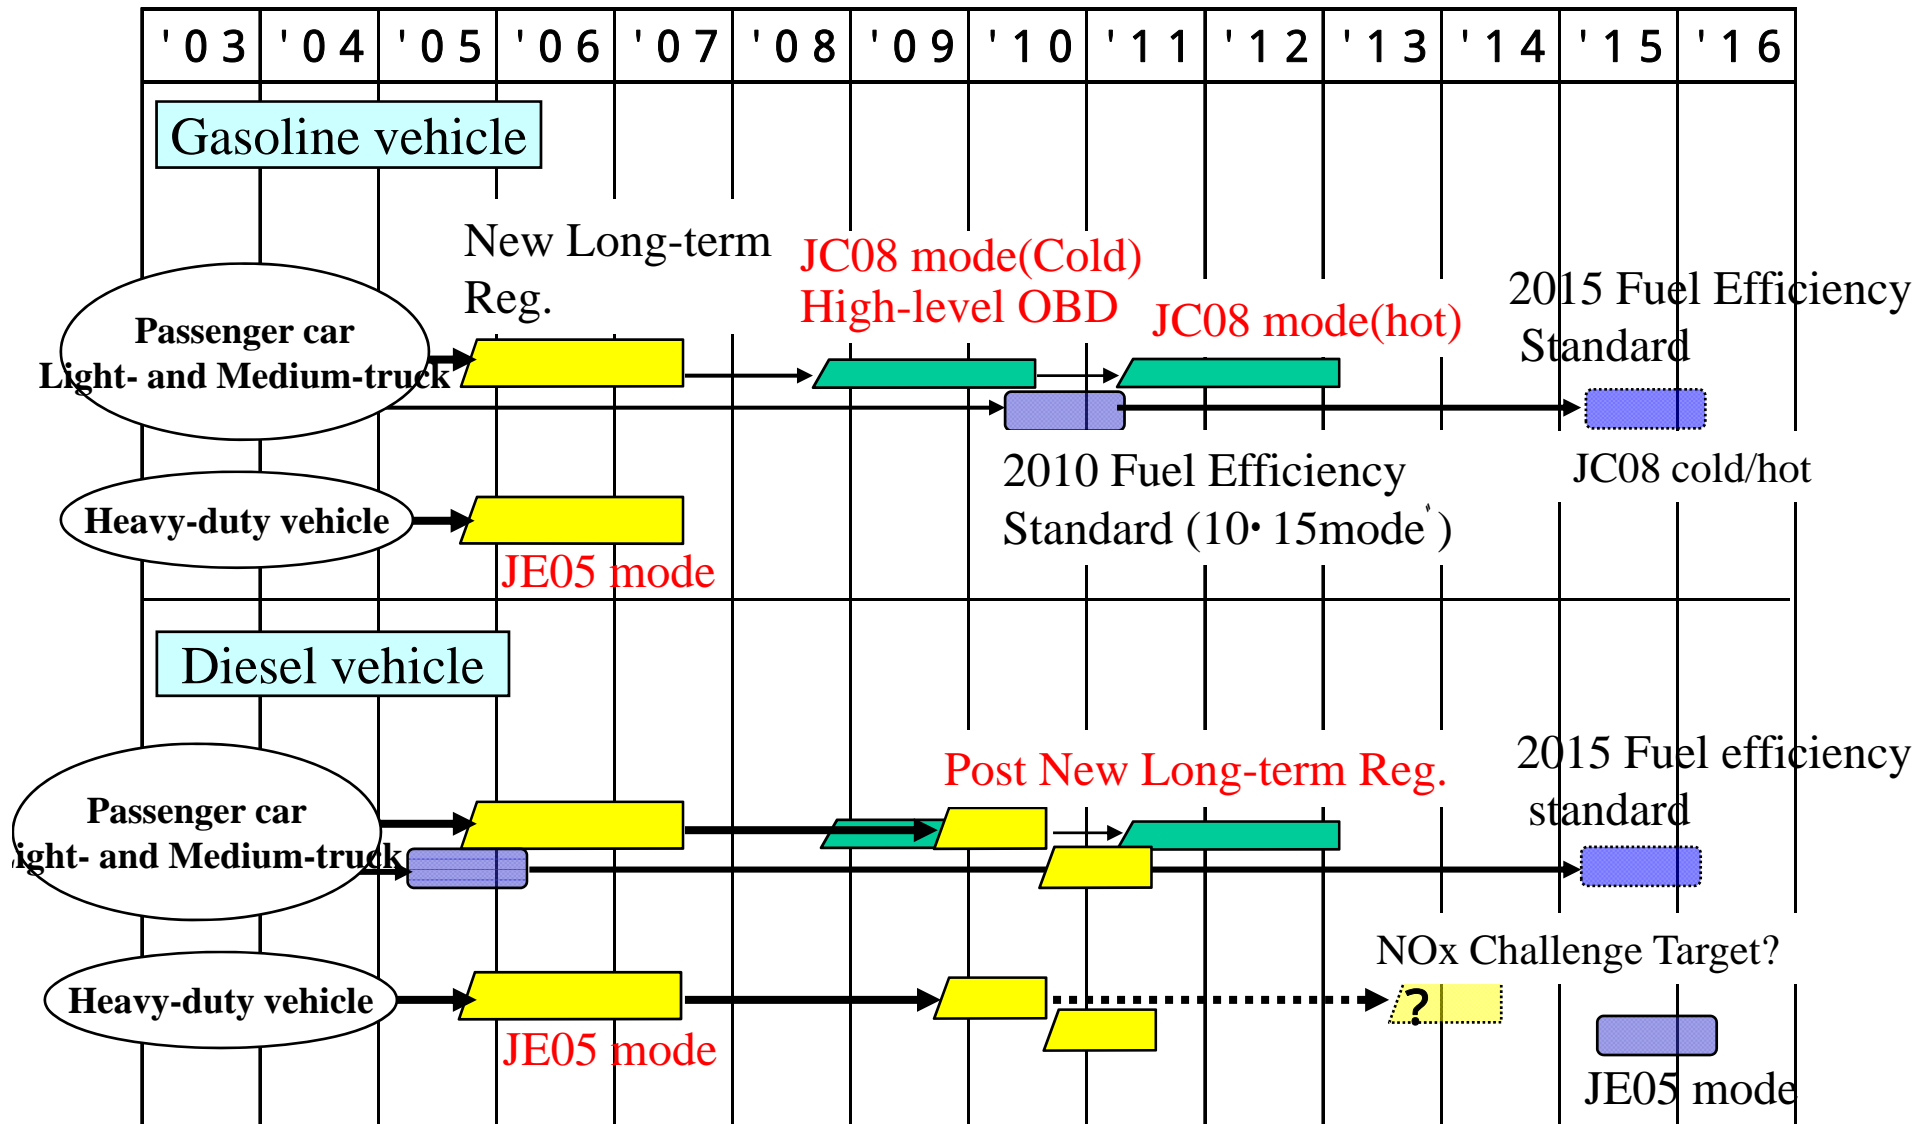 '03 '04 '05 '06 '07 '08 '09 '10 '11 '12 '13 '14 '15 '16
Gasoline vehicle
New Long-term
Reg.
JC08 mode(Cold)
High-level OBD
JC08 mode(hot)
2015 Fuel Efficiency
Standard
Passenger car
Light- and Medium-truck
2010 Fuel Efficiency
Standard (10・15mode )
JC08 cold/hot
Heavy-duty vehicle
JE05 mode
Diesel vehicle
Post New Long-term Reg.
2015 Fuel efficiency
standard
Passenger car
ight- and Medium-truck
NOx Challenge Target?
Heavy-duty vehicle
?
JE05 mode
JE05 mode